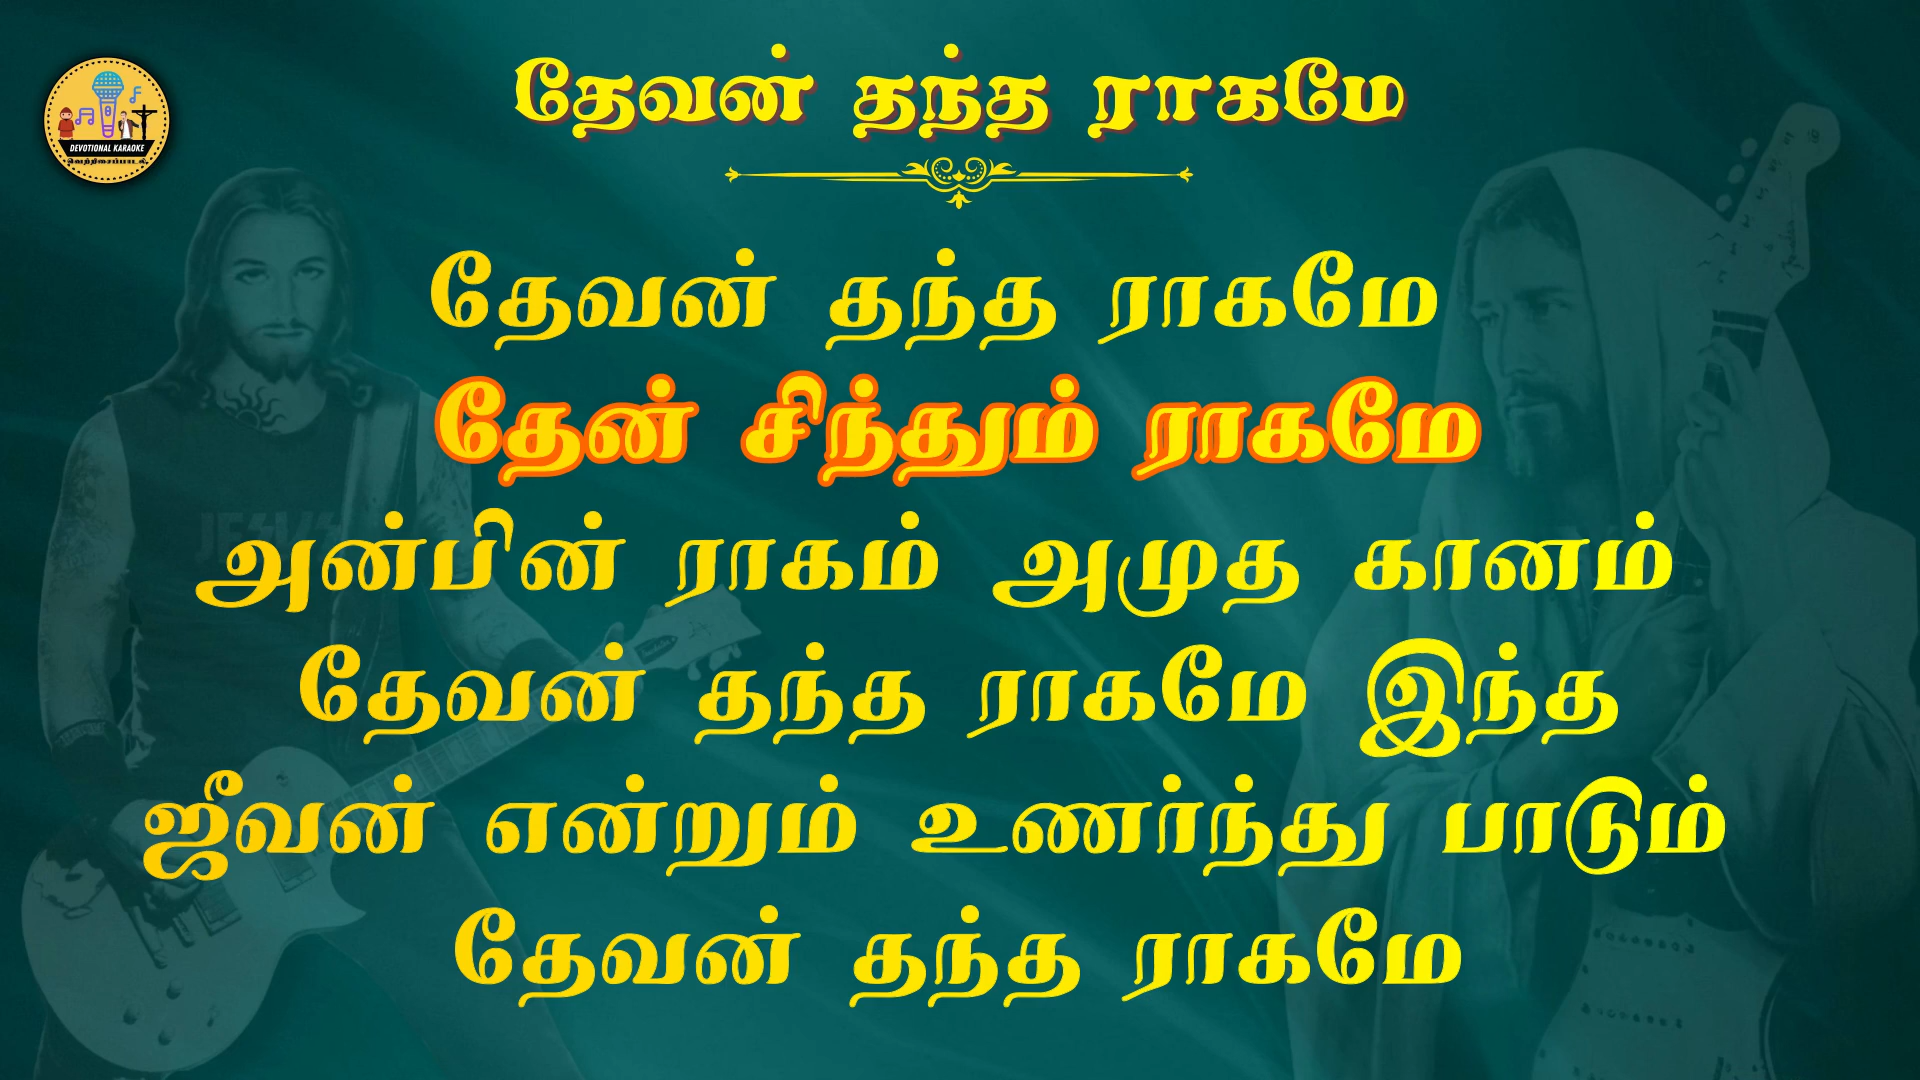 தேவன் தந்த ராகமே
DEVOTIONAL KARAOKE
தேவன் தந்த ராகமே
தேன் சிந்தும் ராகமே
அன்பின் ராகம் அமுத கானம்
தேவன் தந்த ராகமே இந்த
ஜீவன் என்றும் உணர்ந்து பாடும்
தேவன் தந்த ராகமே
JESUS